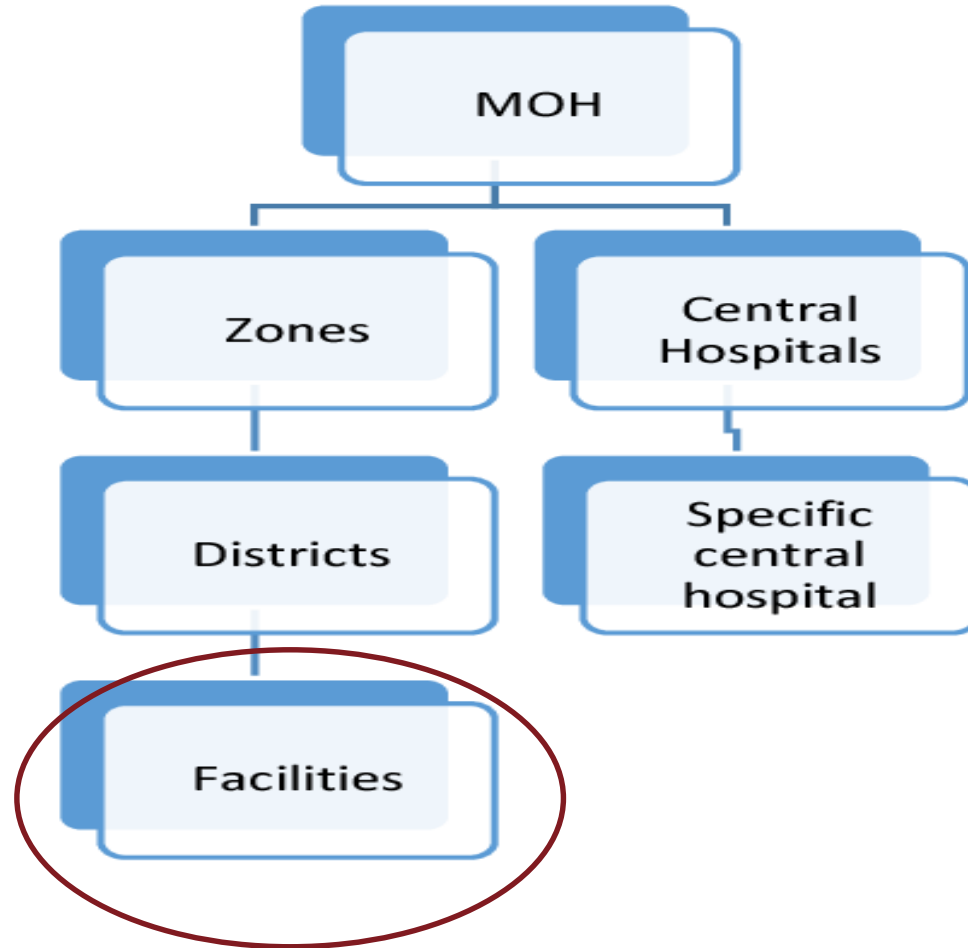 MOH
Zones
Central
Hospitals
Districts
Specific
central
hospital
Facilities